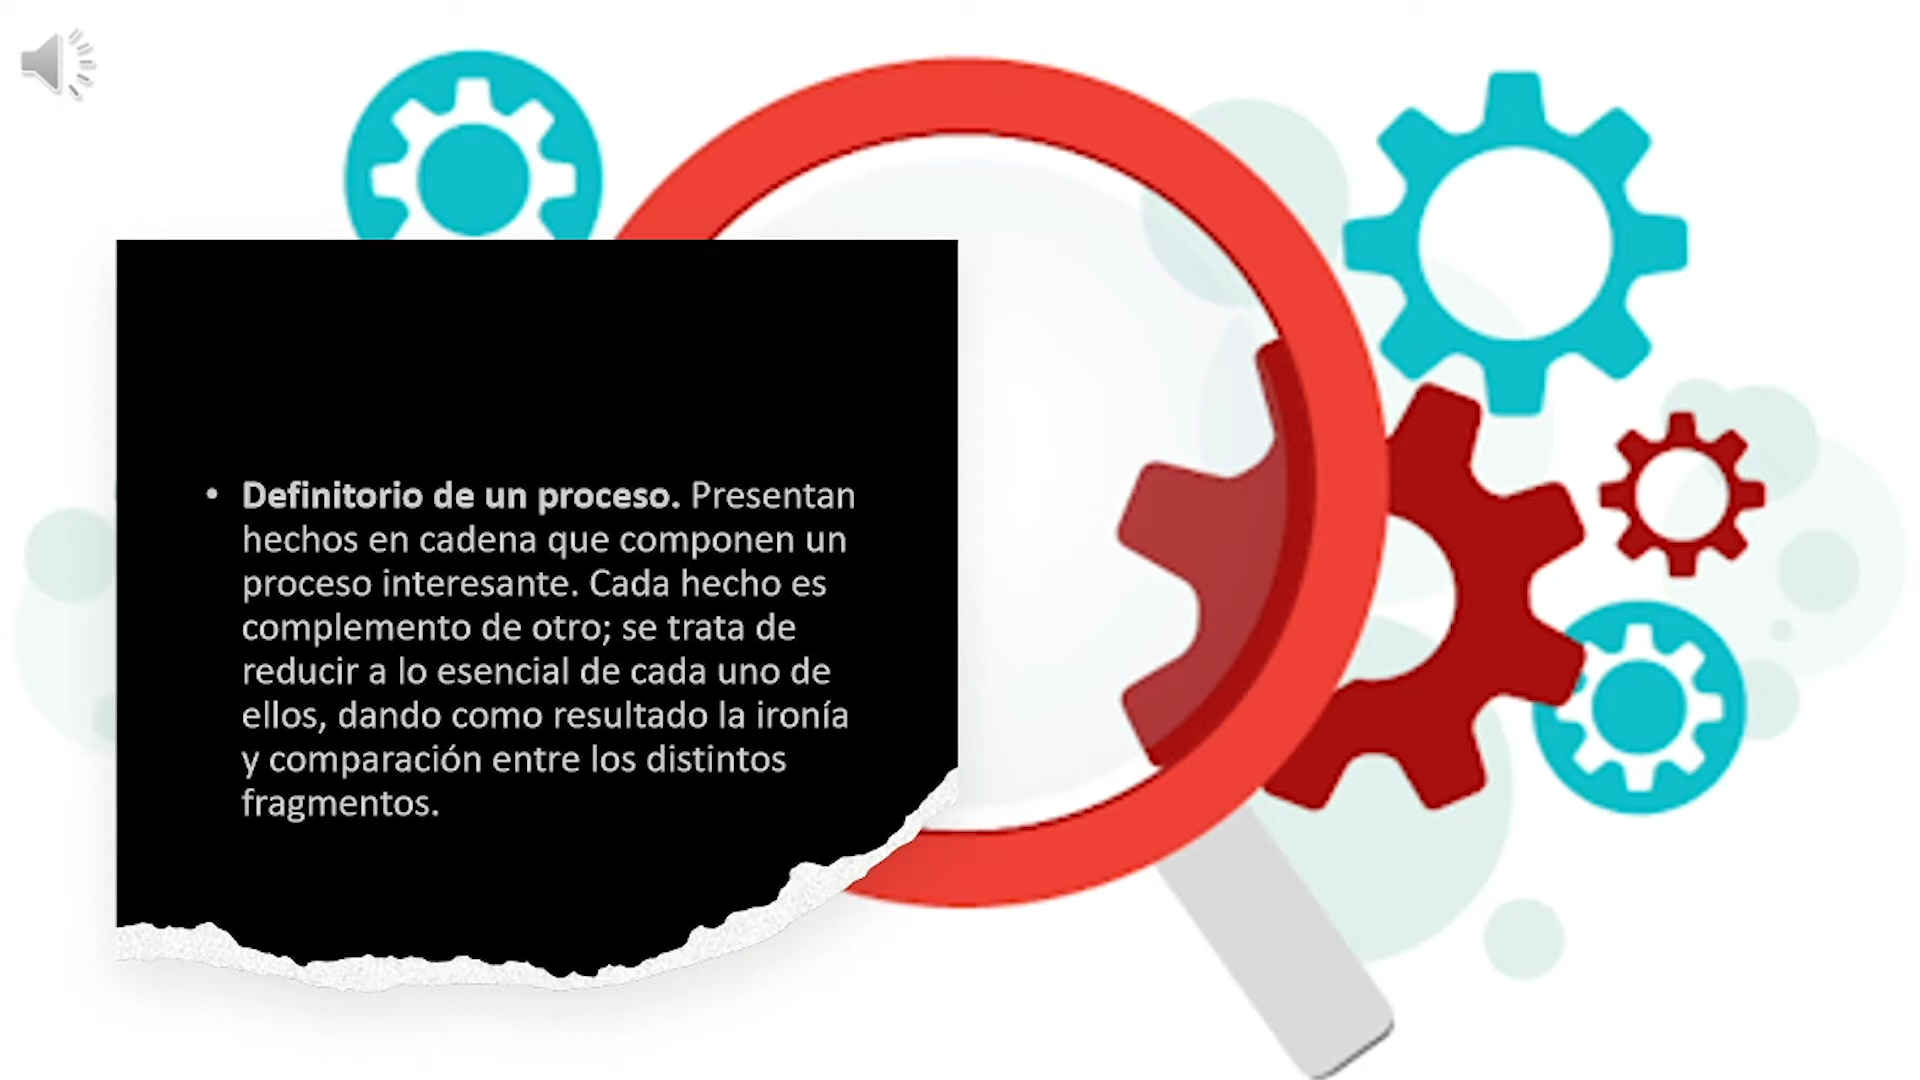 • Definitorio de un proceso. Presentan
hechos en cadena que componen un
proceso interesante. Cada hecho es
complemento de otro; se trata de
reducir a lo esencial de cada uno de
ellos, dando como resultado la ironía
y comparación entre los distintos
fragmentos.